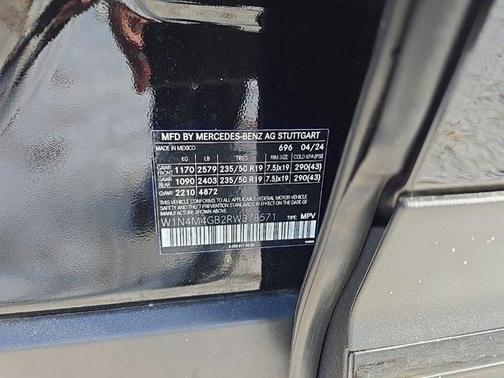 MFD BY MERCEDES-BENZ AG STUTTGART
MADE IN MEXICO 696 04/24
KG LB TIRES RIM SIZE COLD KPA (PSI)
GAWR FRONT 1170 2579 235/50 R19 7.5Jx19 290(43)
GAWR REAR 1090 2403 235/50 R19 7.5Jx19 290(43)
GVWR 2210 4872
THIS VEHICLE CONFORMS TO ALL APPLICABLE FEDERAL MOTOR VEHICLE
SAFETY AND THEFT PREVENTION STANDARDS IN EFFECT
ON THE DATE OF MANUFACTURE SHOWN ABOVE.
W1N4M4GB2RW378571 TYPE: MPV